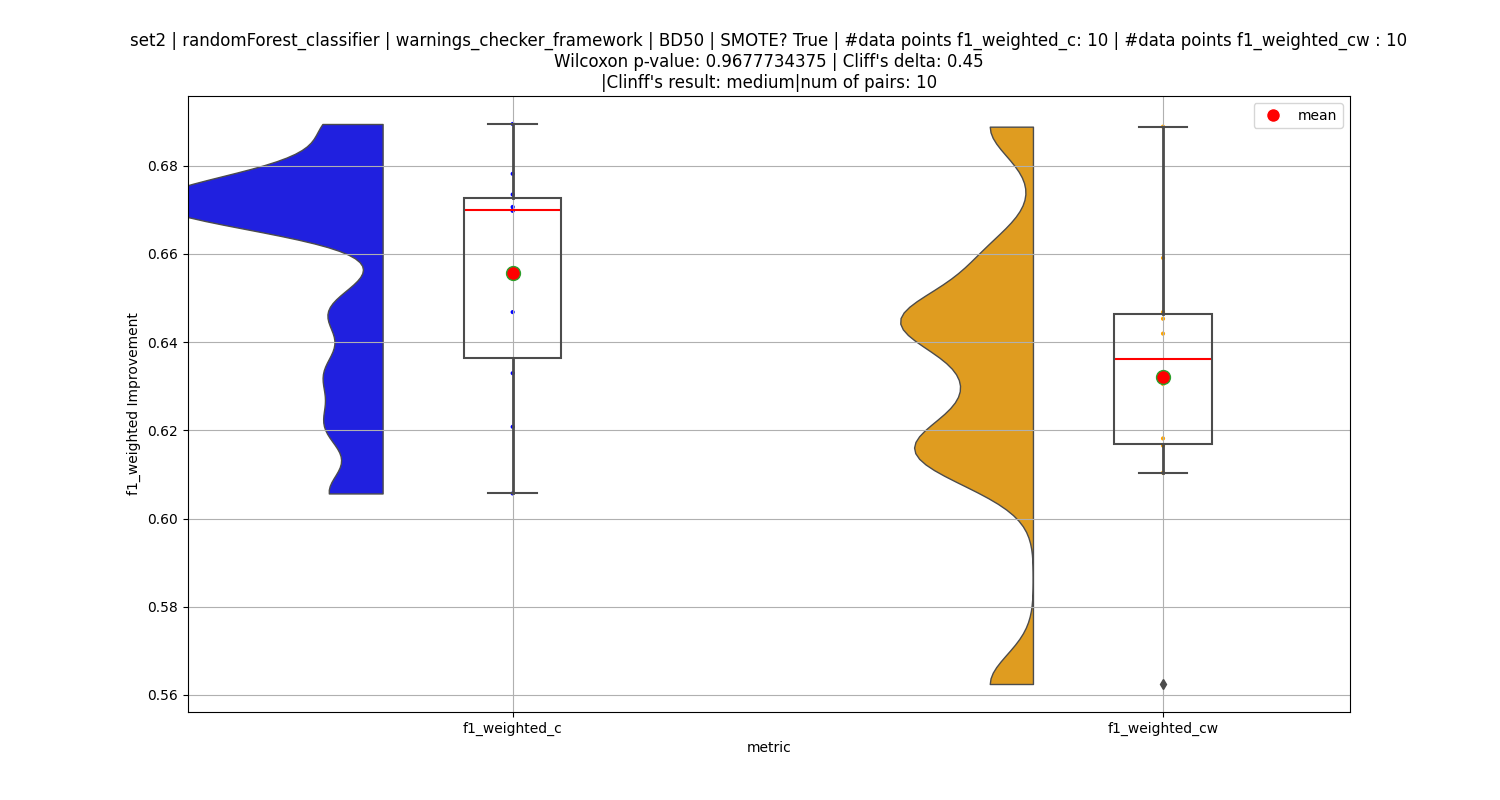 set2 | randomForest_classifier | warnings_checker_framework | BD50 | SMOTE? True | #data points f1_weighted_c: 10 | #data points f1_weighted_cw : 10
Wilcoxon p-value: 0.9677734375 | Cliff's delta: 0.45
|Clinff's result: medium|num of pairs: 10
mean
0.68
0.66
0.64
0.62
0.60
0.58
0.56
f1_weighted Improvement
f1_weighted_c
f1_weighted_cw
metric